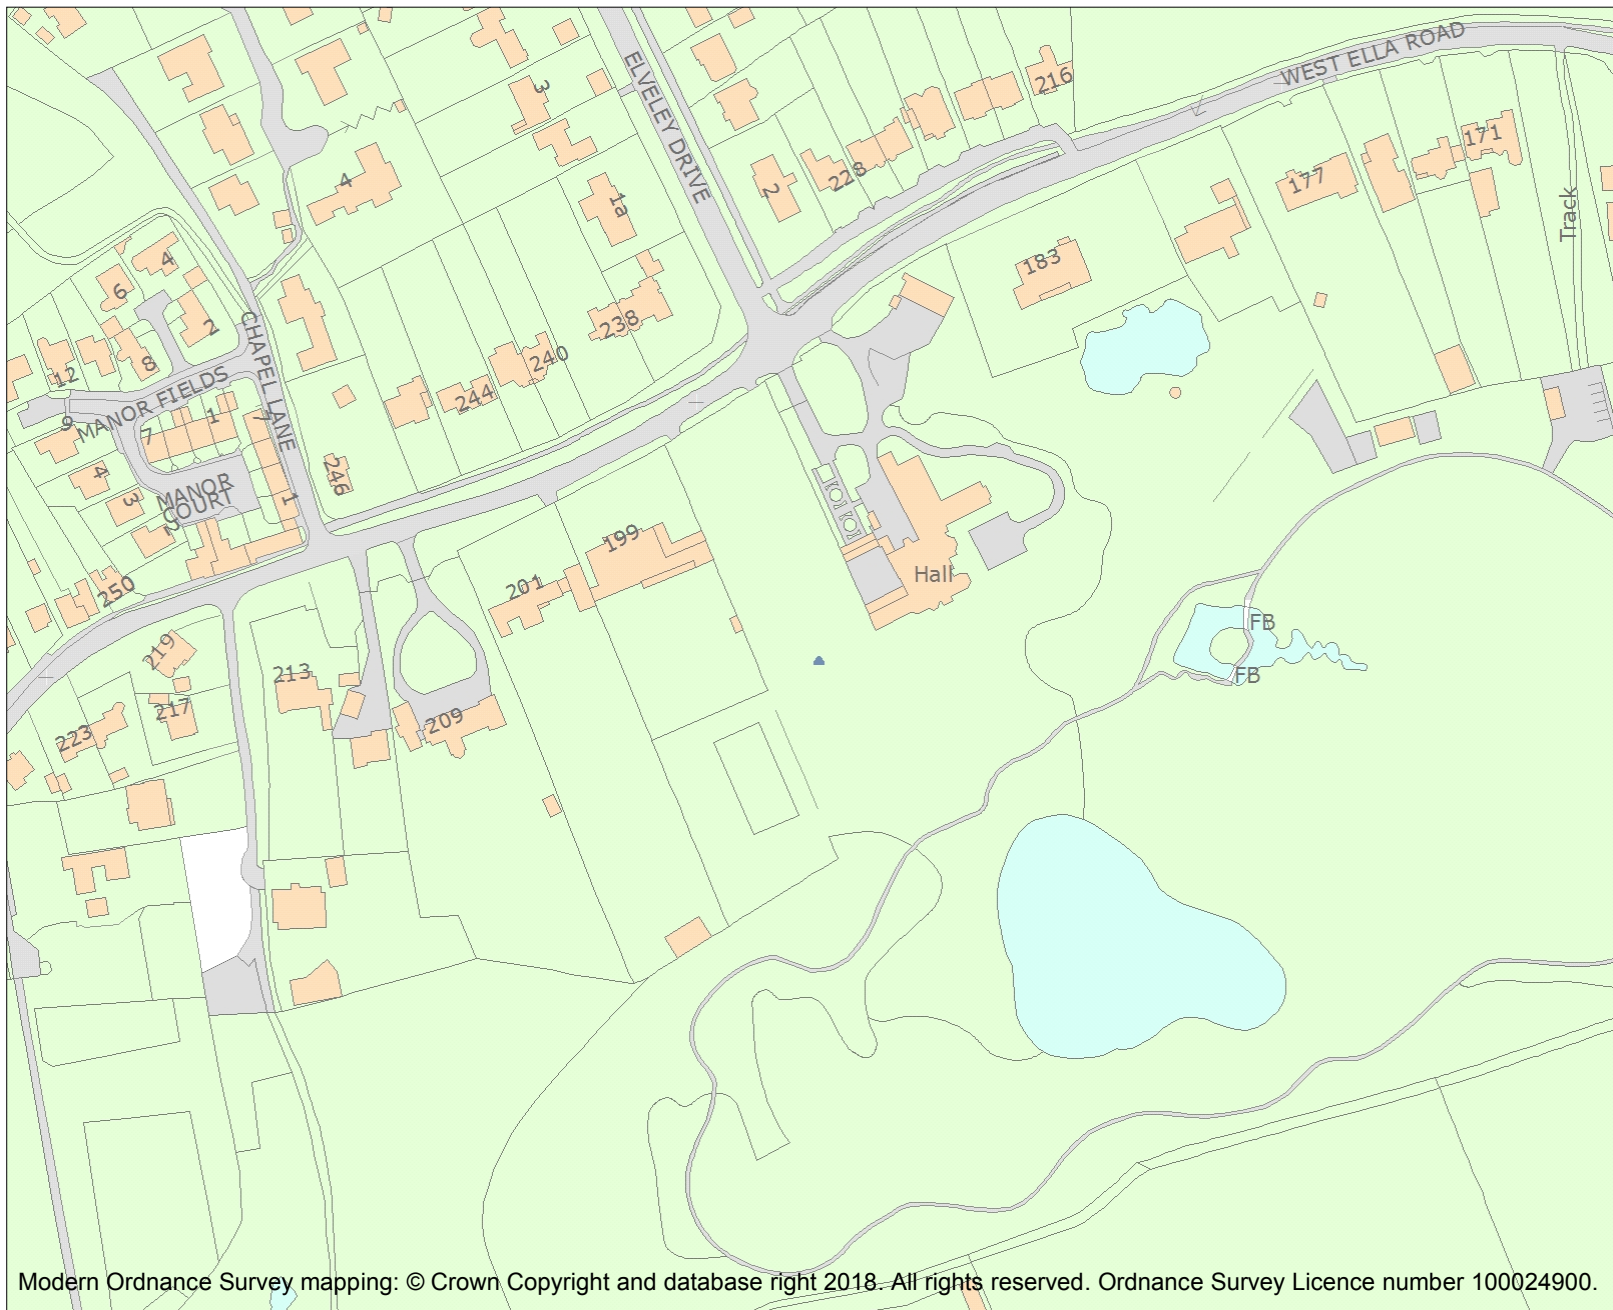 WEST ELLA ROAD
ELVELEY DRIVE
3
216
171
4
228
2
177
1a
Track
183
4
6
2
238
CHAPEL LANE
8
240
12
MANOR FIELDS
244
9
1
7
7
4
246
MANOR
COURT
3
1
2
199
Hall
201
250
FB
219
213
FB
217
209
223
Modern Ordnance Survey mapping: © Crown Copyright and database right 2018. All rights reserved. Ordnance Survey Licence number 100024900.